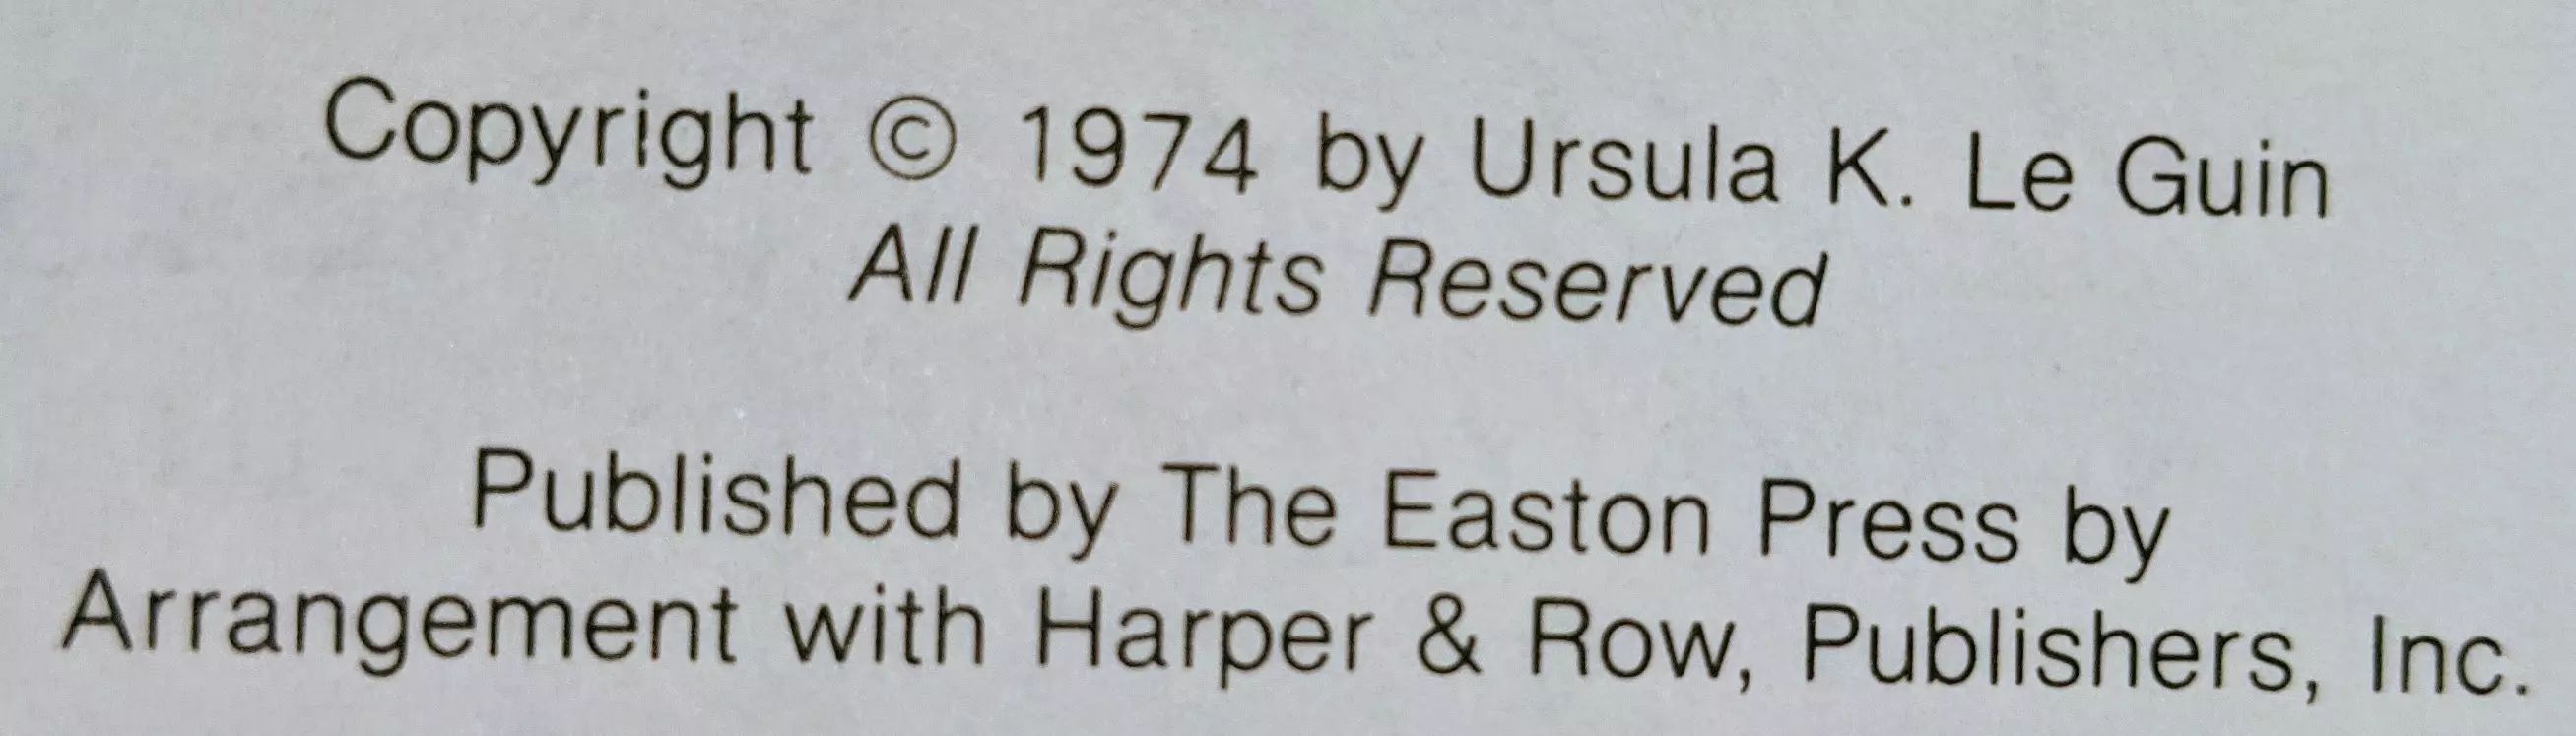 Copyright © 1974 by Ursula K. Le Guin
All Rights Reserved
Published by The Easton Press by
Arrangement with Harper & Row, Publishers, Inc.